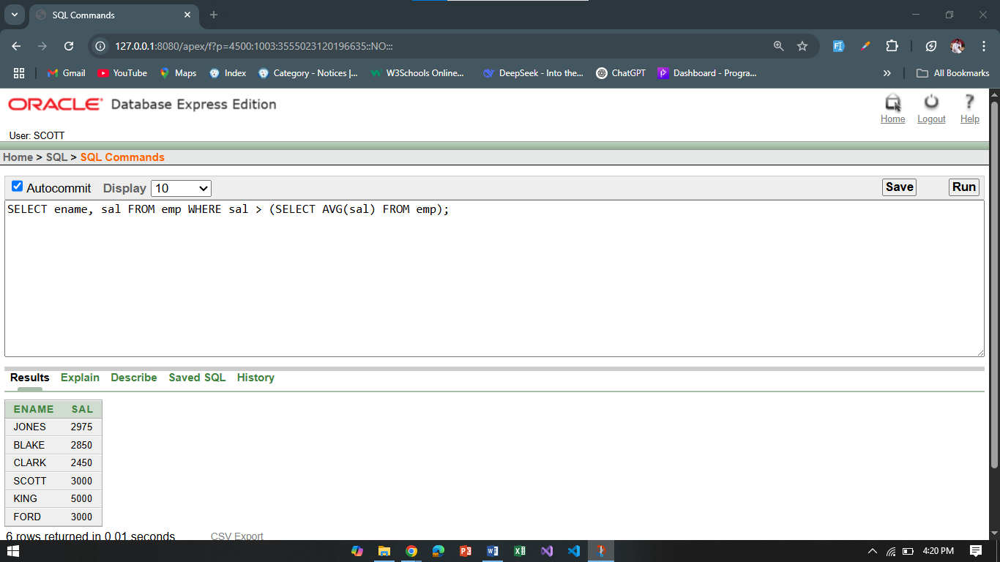 SQL Commands
127.0.0.1:8080/apex/f?p=4500:1003:3555023120196635::NO:::
Gmail YouTube Maps Index Category - Notices |... W3Schools Online... DeepSeek - Into the... ChatGPT Dashboard - Progra... » All Bookmarks
ORACLE Database Express Edition
Home Logout Help
User: SCOTT
Home > SQL > SQL Commands
Autocommit Display 10 Save Run
SELECT ename, sal FROM emp WHERE sal > (SELECT AVG(sal) FROM emp);
Results Explain Describe Saved SQL History
ENAME SAL
JONES 2975
BLAKE 2850
CLARK 2450
SCOTT 3000
KING 5000
FORD 3000
6 rows returned in 0.01 seconds CSV Export
4:20 PM